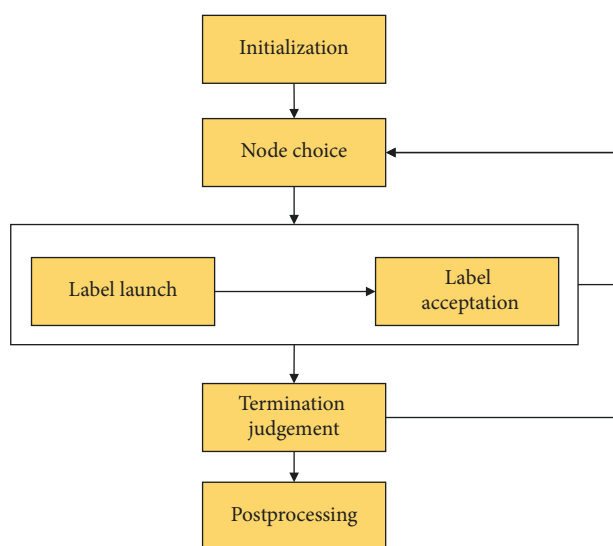 Initialization
Node choice
Label launch
Label
acceptation
Termination
judgement
Postprocessing